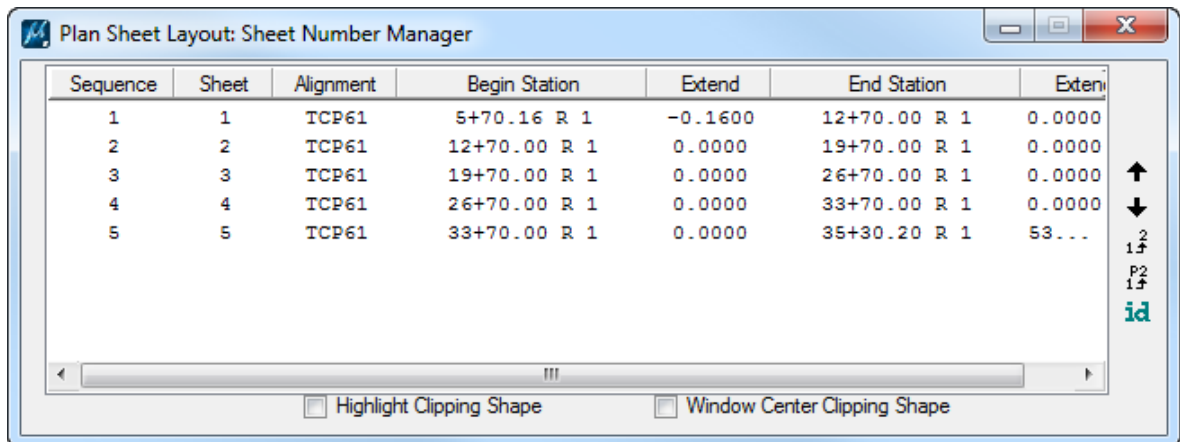 Plan Sheet Layout: Sheet Number Manager
Sequence Sheet Alignment Begin Station Extend End Station Exten
1 1 TCP61 5+70.16 R 1 -0.1600 12+70.00 R 1 0.0000
2 2 TCP61 12+70.00 R 1 0.0000 19+70.00 R 1 0.0000
3 3 TCP61 19+70.00 R 1 0.0000 26+70.00 R 1 0.0000
4 4 TCP61 26+70.00 R 1 0.0000 33+70.00 R 1 0.0000
5 5 TCP61 33+70.00 R 1 0.0000 35+30.20 R 1 53...
1 2
P2
1
id
Highlight Clipping Shape Window Center Clipping Shape